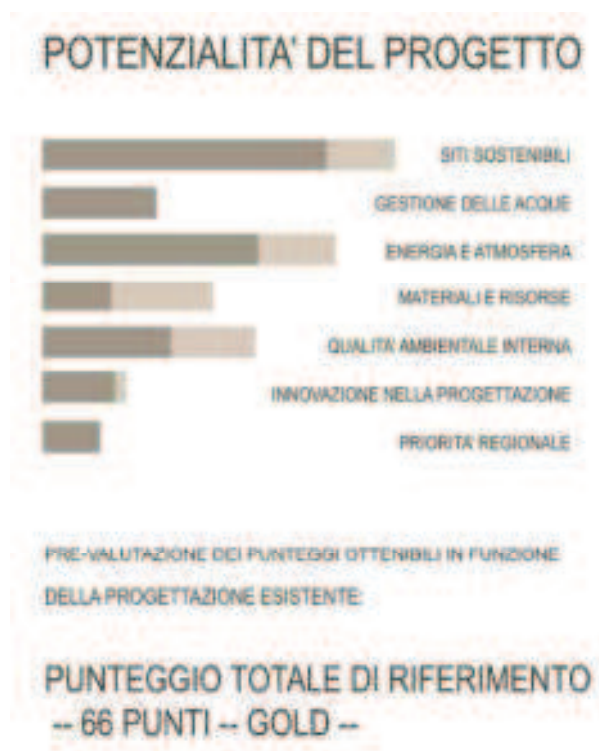 POTENZIALITA' DEL PROGETTO
SITI SOSTENIBILI
GESTIONE DELLE ACQUE
ENERGIA E ATMOSFERA
MATERIALI E RISORSE
QUALITA' AMBIENTALE INTERNA
INNOVAZIONE NELLA PROGETTAZIONE
PRIORITA' REGIONALE
PRE-VALUTAZIONE DEI PUNTEGGI OTTENIBILI IN FUNZIONE
DELLA PROGETTAZIONE ESISTENTE:
PUNTEGGIO TOTALE DI RIFERIMENTO
-- 66 PUNTI -- GOLD --